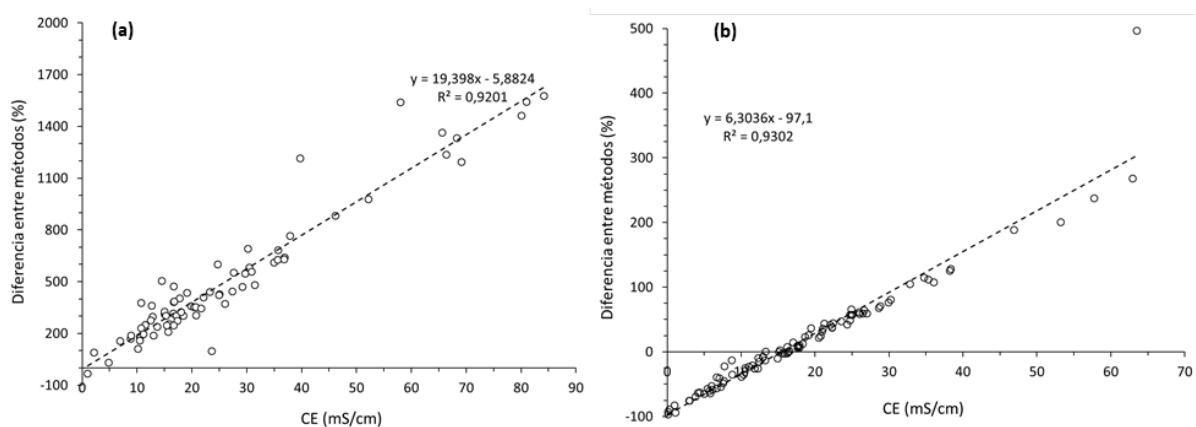 (a)
2000
1700
1400
1100
800
500
200
-100
Diferencia entre métodos (%)
y = 19,398x - 5,8824
R² = 0,9201
0 10 20 30 40 50 60 70 80 90
CE (mS/cm)
(b)
500
400
300
200
100
0
-100
Diferencia entre métodos (%)
y = 6,3036x - 97,1
R² = 0,9302
0 10 20 30 40 50 60 70
CE (mS/cm)